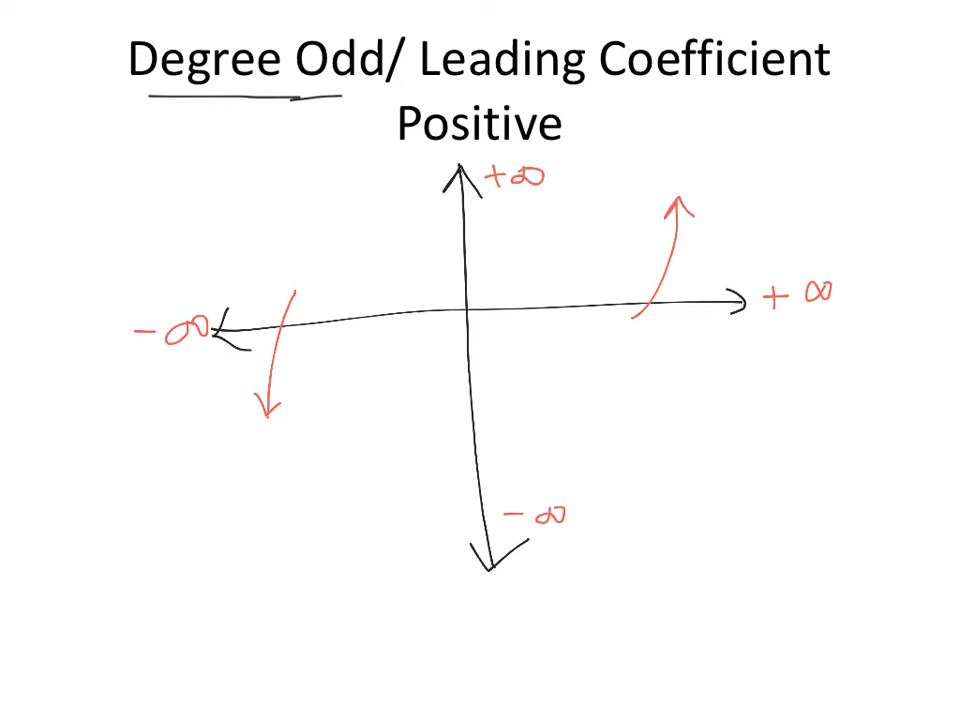 Degree Odd/ Leading Coefficient
Positive
+∞
+ ∞
- ∞
- ∞